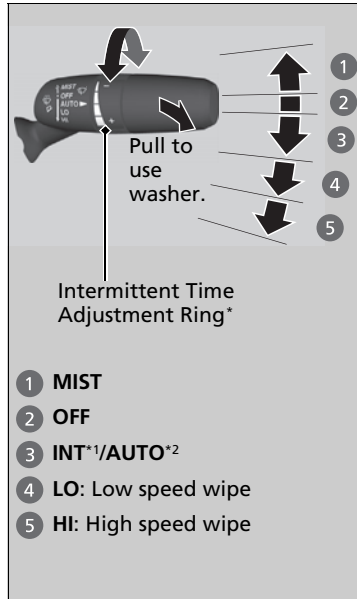 MIST
OFF
AUTO
LO
HI
−
+
1
2
3
4
5
Pull to
use
washer.
Intermittent Time
Adjustment Ring*
1 MIST
2 OFF
3 INT*1/AUTO*2
4 LO: Low speed wipe
5 HI: High speed wipe